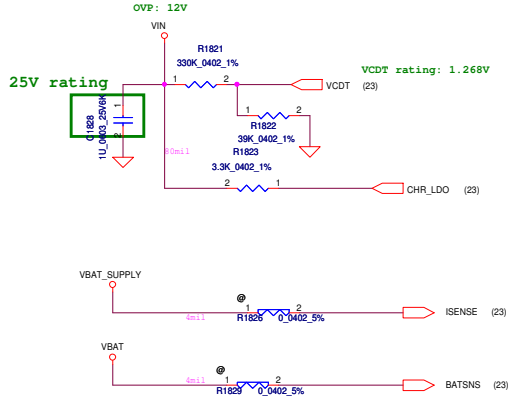 OVP: 12V
VIN
R1821
330K_0402_1%
25V rating
1 2
VCDT (23)
VCDT rating: 1.268V
C1828
1U_0403_25V6K
1
2
R1822
39K_0402_1%
80mil
R1823
3.3K_0402_1%
2 1
CHR_LDO (23)
VBAT_SUPPLY
@
1 2
4mil
R1826 0_0402_5%
ISENSE (23)
VBAT
@
1 2
4mil
R1829 0_0402_5%
BATSNS (23)